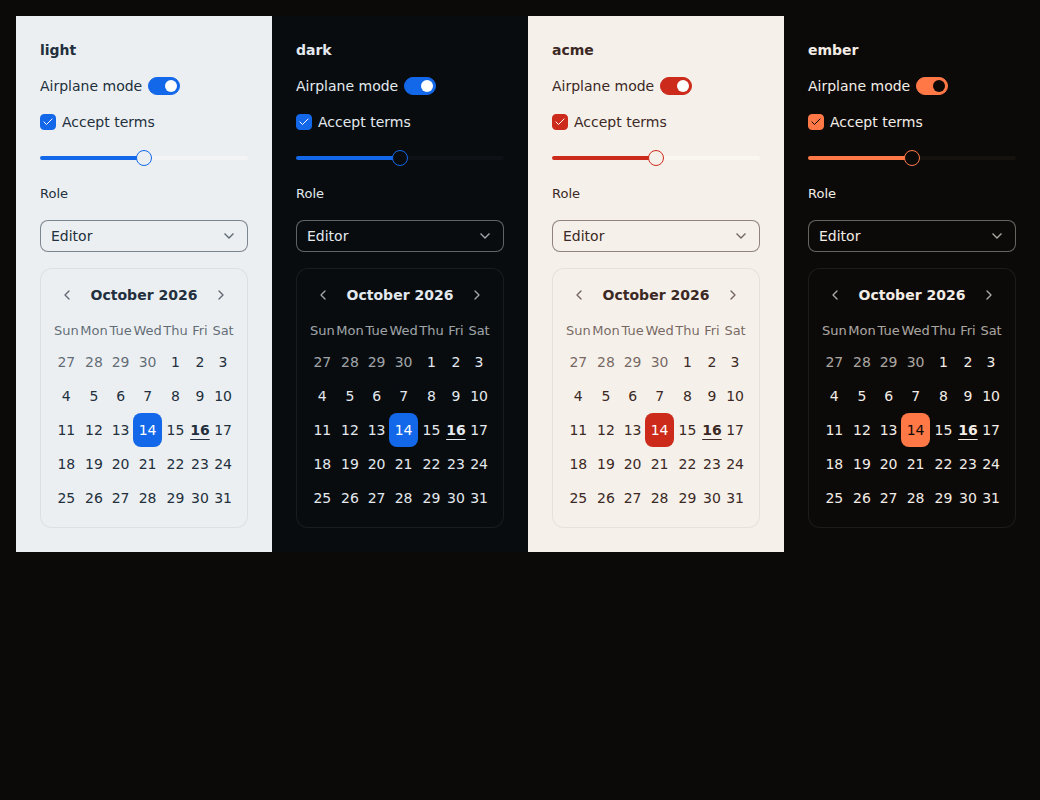 light
Airplane mode
Accept terms
Role
Editor
October 2026
Sun Mon Tue Wed Thu Fri Sat
27 28 29 30 1 2 3
4 5 6 7 8 9 10
11 12 13 14 15 16 17
18 19 20 21 22 23 24
25 26 27 28 29 30 31
dark
Airplane mode
Accept terms
Role
Editor
October 2026
Sun Mon Tue Wed Thu Fri Sat
27 28 29 30 1 2 3
4 5 6 7 8 9 10
11 12 13 14 15 16 17
18 19 20 21 22 23 24
25 26 27 28 29 30 31
acme
Airplane mode
Accept terms
Role
Editor
October 2026
Sun Mon Tue Wed Thu Fri Sat
27 28 29 30 1 2 3
4 5 6 7 8 9 10
11 12 13 14 15 16 17
18 19 20 21 22 23 24
25 26 27 28 29 30 31
ember
Airplane mode
Accept terms
Role
Editor
October 2026
Sun Mon Tue Wed Thu Fri Sat
27 28 29 30 1 2 3
4 5 6 7 8 9 10
11 12 13 14 15 16 17
18 19 20 21 22 23 24
25 26 27 28 29 30 31